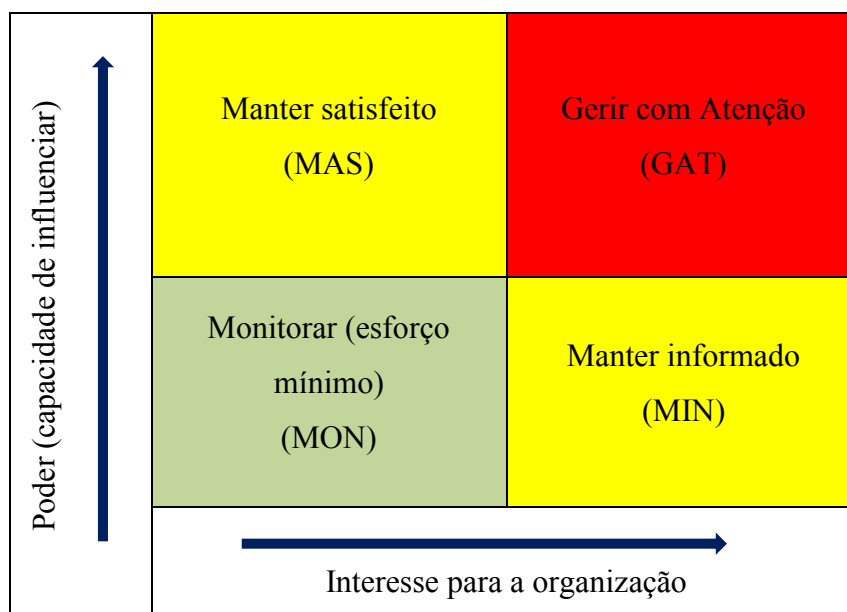 Poder (capacidade de influenciar)
Manter satisfeito
(MAS)
Gerir com Atenção
(GAT)
Monitorar (esforço
mínimo)
(MON)
Manter informado
(MIN)
Interesse para a organização